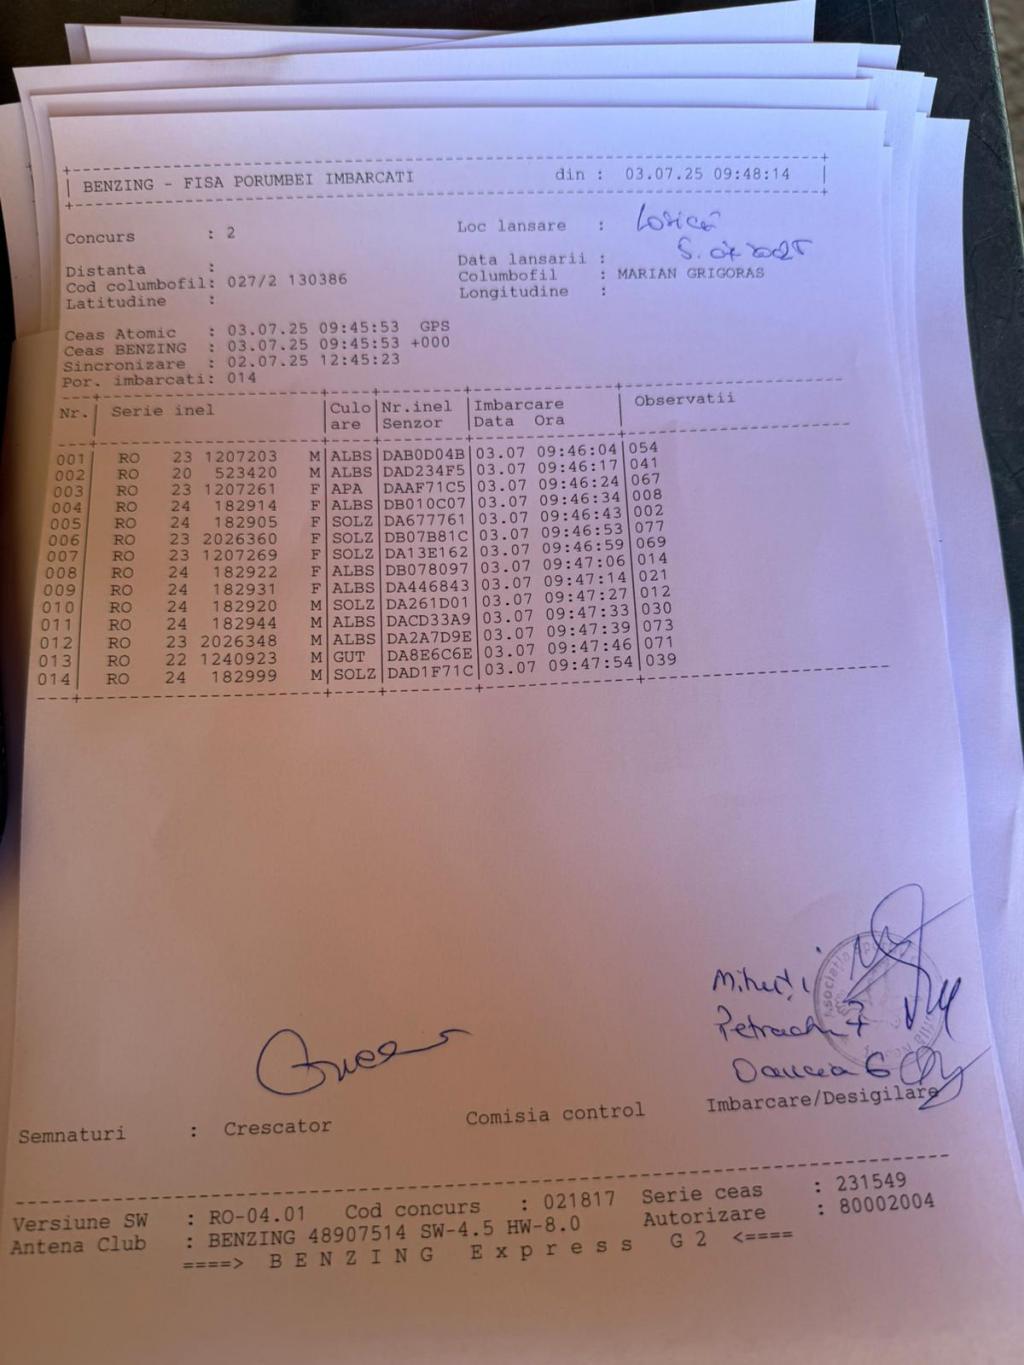 BENZING - FISA PORUMBEI IMBARCATI din : 03.07.25 09:48:14
Concurs : 2 Loc lansare :
Data lansarii : 5.07.2025
Distanta :
Cod columbofil: 027/2 130386 Columbofil : MARIAN GRIGORAS
Latitudine : Longitudine :
Ceas Atomic : 03.07.25 09:45:53 GPS
Ceas BENZING : 03.07.25 09:45:53 +000
Sincronizare : 02.07.25 12:45:23
Por. imbarcati: 014
Nr.| Serie inel |Culo|Nr.inel |Imbarcare | Observatii
|are |Senzor |Data Ora |
001| RO 23 1207203 M|ALBS|DAB0D04B|03.07 09:46:04|054
002| RO 20 523420 M|ALBS|DAD234F5|03.07 09:46:17|041
003| RO 23 1207261 F|APA |DAAF71C5|03.07 09:46:24|067
004| RO 24 182914 F|ALBS|DB010C07|03.07 09:46:34|008
005| RO 24 182905 F|SOLZ|DA677761|03.07 09:46:43|002
006| RO 23 2026360 F|SOLZ|DB07B81C|03.07 09:46:53|077
007| RO 23 1207269 F|SOLZ|DA13E162|03.07 09:46:59|069
008| RO 24 182922 F|ALBS|DB078097|03.07 09:47:06|014
009| RO 24 182931 F|ALBS|DA446843|03.07 09:47:14|021
010| RO 24 182920 M|SOLZ|DA261D01|03.07 09:47:27|012
011| RO 24 182944 M|ALBS|DACD33A9|03.07 09:47:33|030
012| RO 23 2026348 M|ALBS|DA2A7D9E|03.07 09:47:39|073
013| RO 22 1240923 M|GUT |DA8E6C6E|03.07 09:47:46|071
014| RO 24 182999 M|SOLZ|DAD1F71C|03.07 09:47:54|039
Semnaturi : Crescator Comisia control Imbarcare/Desigilare
Versiune SW : RO-04.01 Cod concurs : 021817 Serie ceas : 231549
Antena Club : BENZING 48907514 SW-4.5 HW-8.0 Autorizare : 80002004
====> B E N Z I N G E x p r e s s G 2 <====